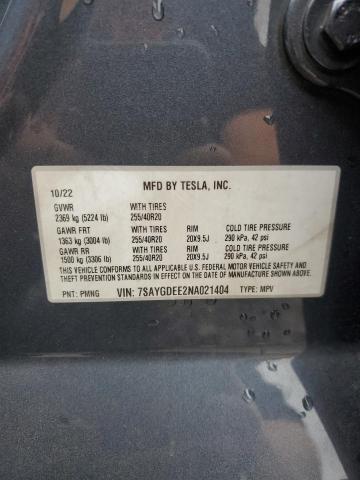 10/22 MFD BY TESLA, INC.
GVWR WITH TIRES
2369 kg (5224 lb) 255/40R20
GAWR FRT WITH TIRES RIM COLD TIRE PRESSURE
1363 kg (3004 lb) 255/40R20 20X9.5J 290 kPa, 42 psi
GAWR RR WITH TIRES RIM COLD TIRE PRESSURE
1500 kg (3306 lb) 255/40R20 20X9.5J 290 kPa, 42 psi
THIS VEHICLE CONFORMS TO ALL APPLICABLE U.S. FEDERAL MOTOR VEHICLE SAFETY AND
THEFT PREVENTION STANDARDS IN EFFECT ON THE DATE OF MANUFACTURE SHOWN ABOVE.
PNT: PMNG VIN: 7SAYGDEE2NA021404 TYPE: MPV